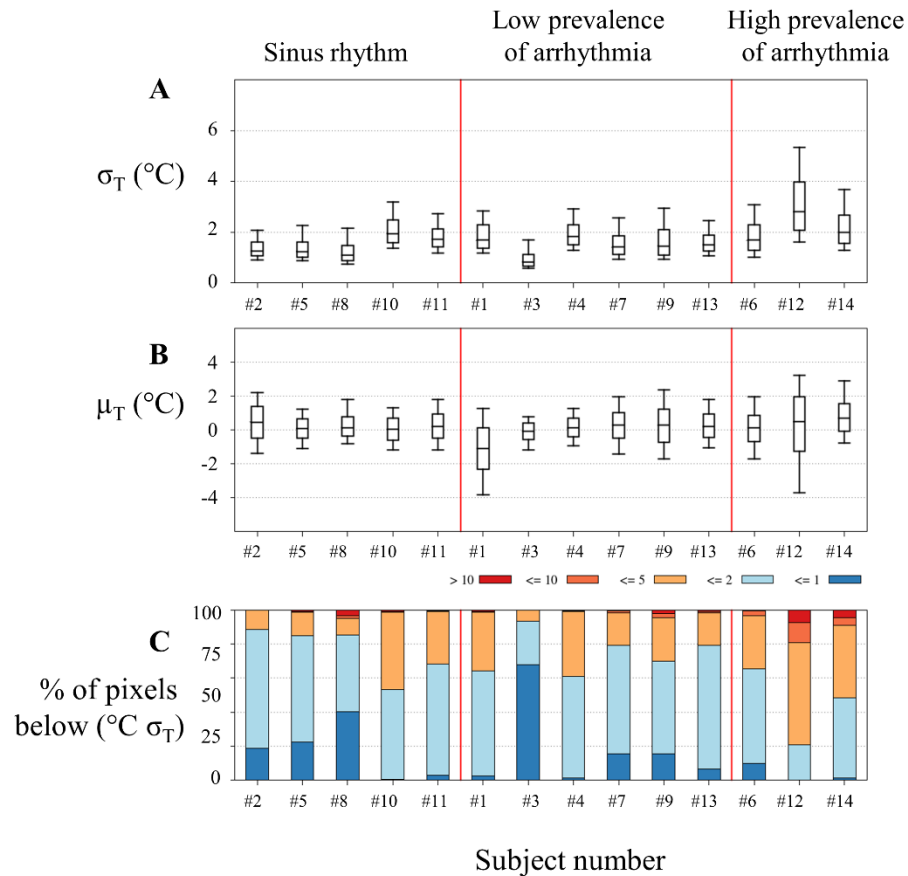 Sinus rhythm
Low prevalence
of arrhythmia
High prevalence
of arrhythmia
A
σT (°C)
6
4
2
0
#2 #5 #8 #10 #11 #1 #3 #4 #7 #9 #13 #6 #12 #14
B
μT (°C)
4
2
0
-2
-4
#2 #5 #8 #10 #11 #1 #3 #4 #7 #9 #13 #6 #12 #14
> 10 <= 10 <= 5 <= 2 <= 1
C
% of pixels
below (°C σT)
100
75
50
25
0
#2 #5 #8 #10 #11 #1 #3 #4 #7 #9 #13 #6 #12 #14
Subject number